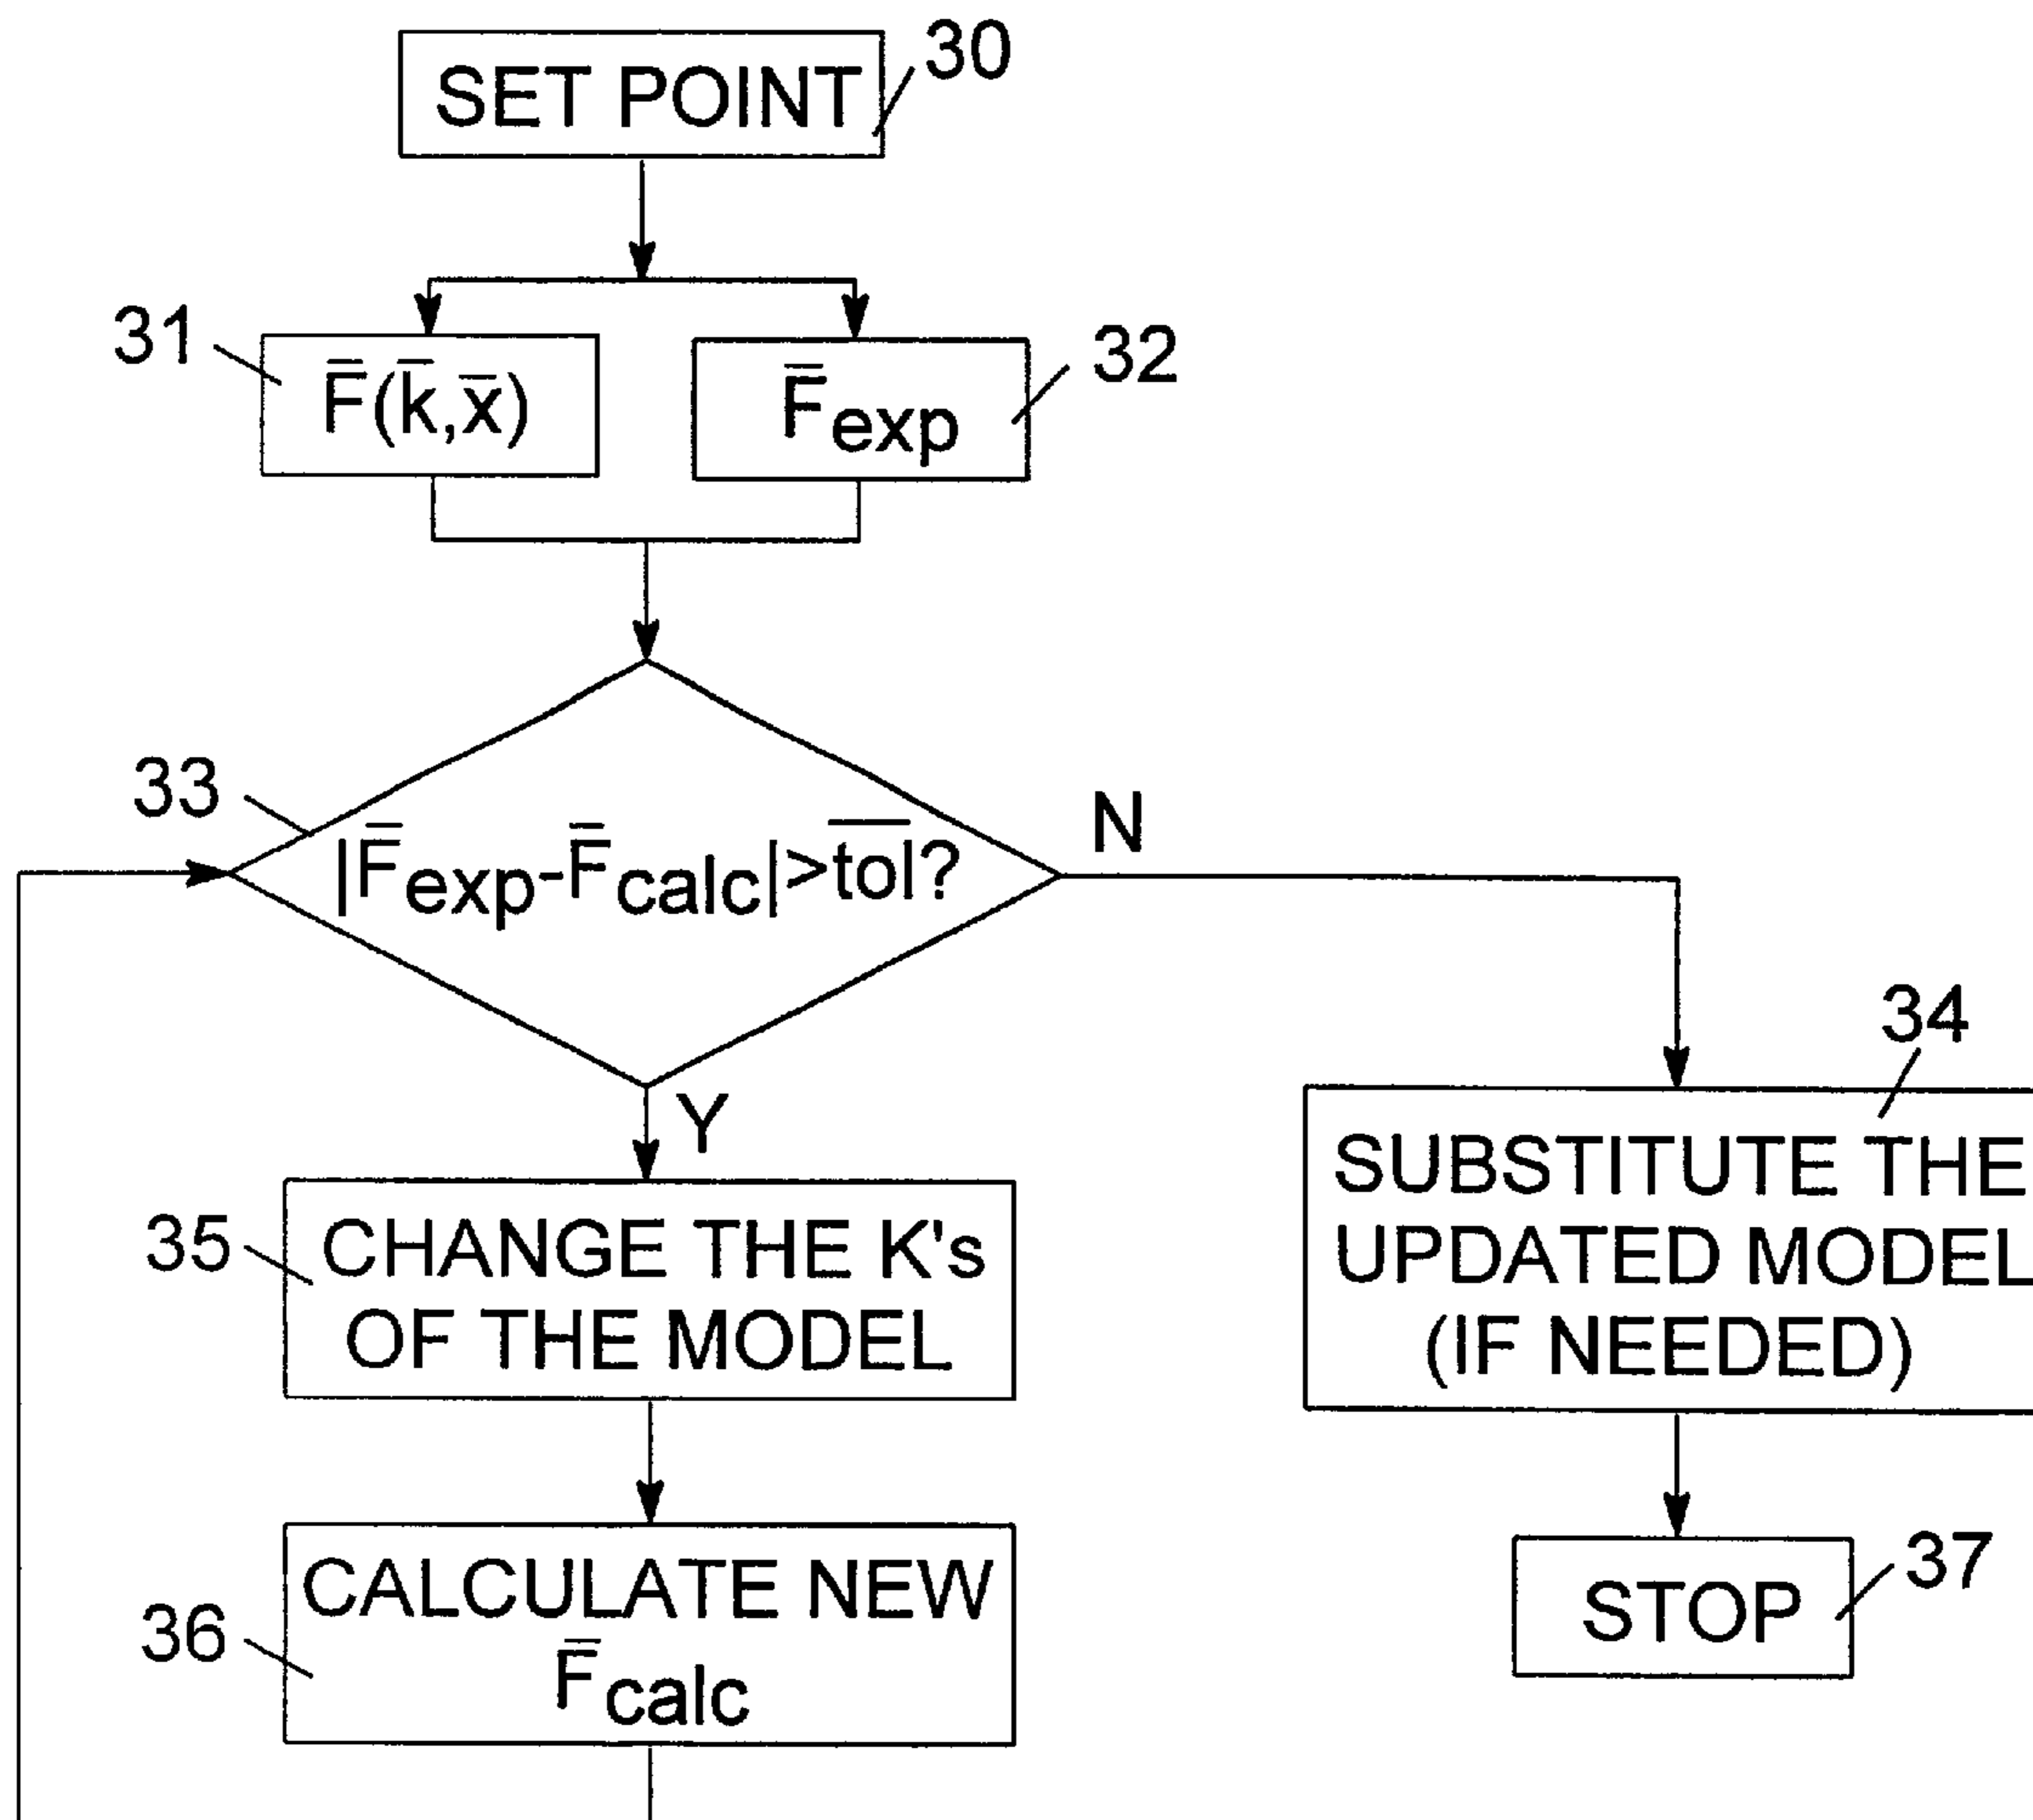 SET POINT
30
31
F̄(k̄,x̄)
F̄exp
32
33
|F̄exp-F̄calc|>t̅o̅l̅?
N
Y
34
SUBSTITUTE THE
UPDATED MODEL
(IF NEEDED)
35
CHANGE THE K's
OF THE MODEL
36
CALCULATE NEW
F̄calc
STOP
37